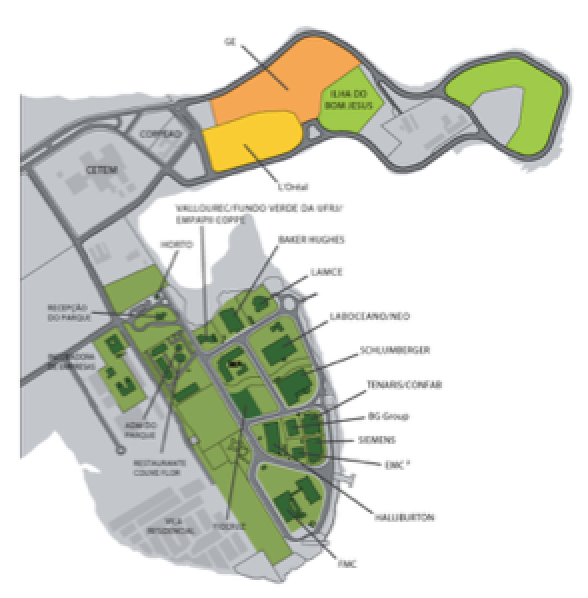 GE
ILHA DO
BOM JESUS
COPPEAD
CETEM
L'Oréal
VALLOUREC/FUNDO VERDE DA UFRJ/
EMPAPII COPPE
HORTO
BAKER HUGHES
LAMCE
RECEPÇÃO
DO PARQUE
LABOCEANO/NEO
SCHLUMBERGER
INCUBADORA
DE EMPRESAS
TENARIS/CONFAB
BG Group
ADM DO
PARQUE
SIEMENS
EMC²
RESTAURANTE
COUVE FLOR
HALLIBURTON
VILA
RESIDENCIAL
FMC